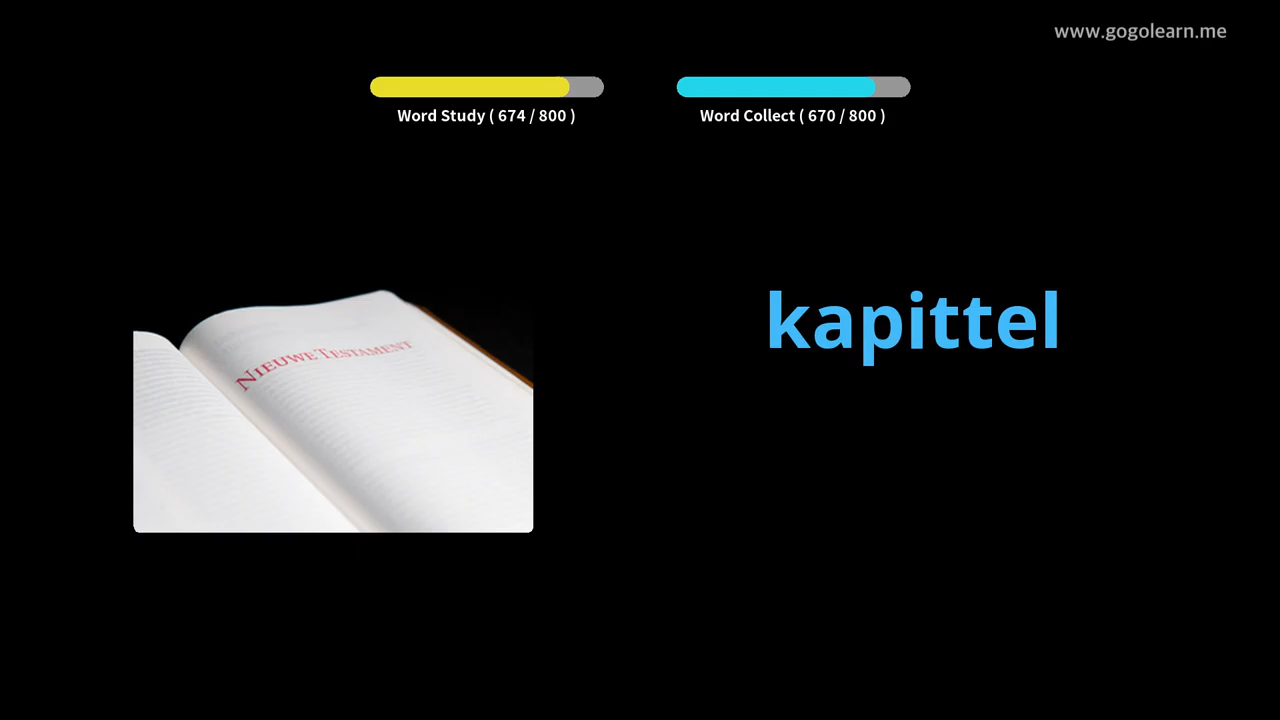 www.gogolearn.me
Word Study ( 674 / 800 )
Word Collect ( 670 / 800 )
kapittel
NIEUWE TESTAMENT